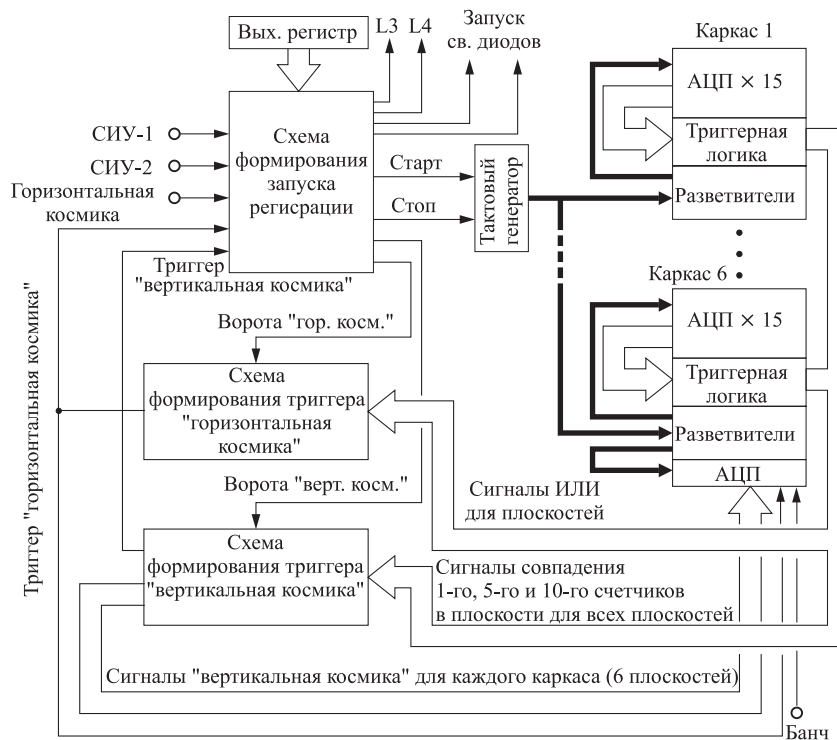 Вых. регистр
L3
L4
Запуск
св. диодов
Каркас 1
АЦП × 15
Триггерная
логика
Разветвители
СИУ-1
СИУ-2
Горизонтальная
космика
Схема
формирования
запуска
регисрации
Старт
Стоп
Тактовый
генератор
Триггер
"вертикальная космика"
Каркас 6
АЦП × 15
Триггерная
логика
Разветвители
АЦП
Ворота "гор. косм."
Схема
формирования триггера
"горизонтальная
космика"
Триггер "горизонтальная космика"
Ворота "верт. косм."
Сигналы ИЛИ
для плоскостей
Схема
формирования триггера
"вертикальная космика"
Сигналы совпадения
1-го, 5-го и 10-го счетчиков
в плоскости для всех плоскостей
Сигналы "вертикальная космика" для каждого каркаса (6 плоскостей)
Банч